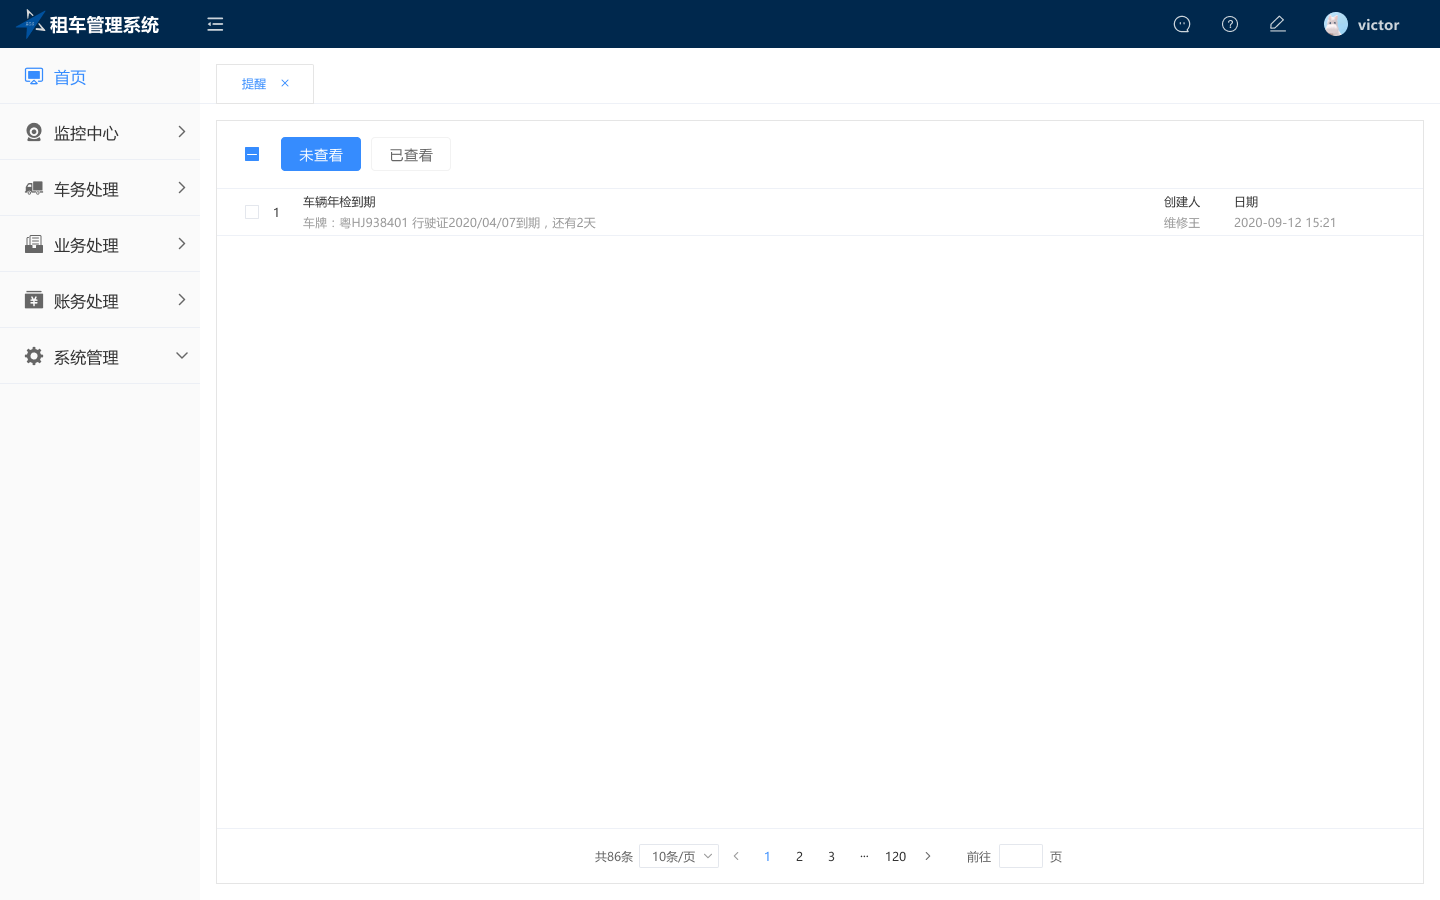 租车管理系统
victor
首页
监控中心
车务处理
业务处理
账务处理
系统管理
提醒
未查看
已查看
1
车辆年检到期
车牌：粤HJ938401 行驶证2020/04/07到期，还有2天
创建人
维修王
日期
2020-09-12 15:21
共86条 10条/页 1 2 3 ··· 120 前往 页